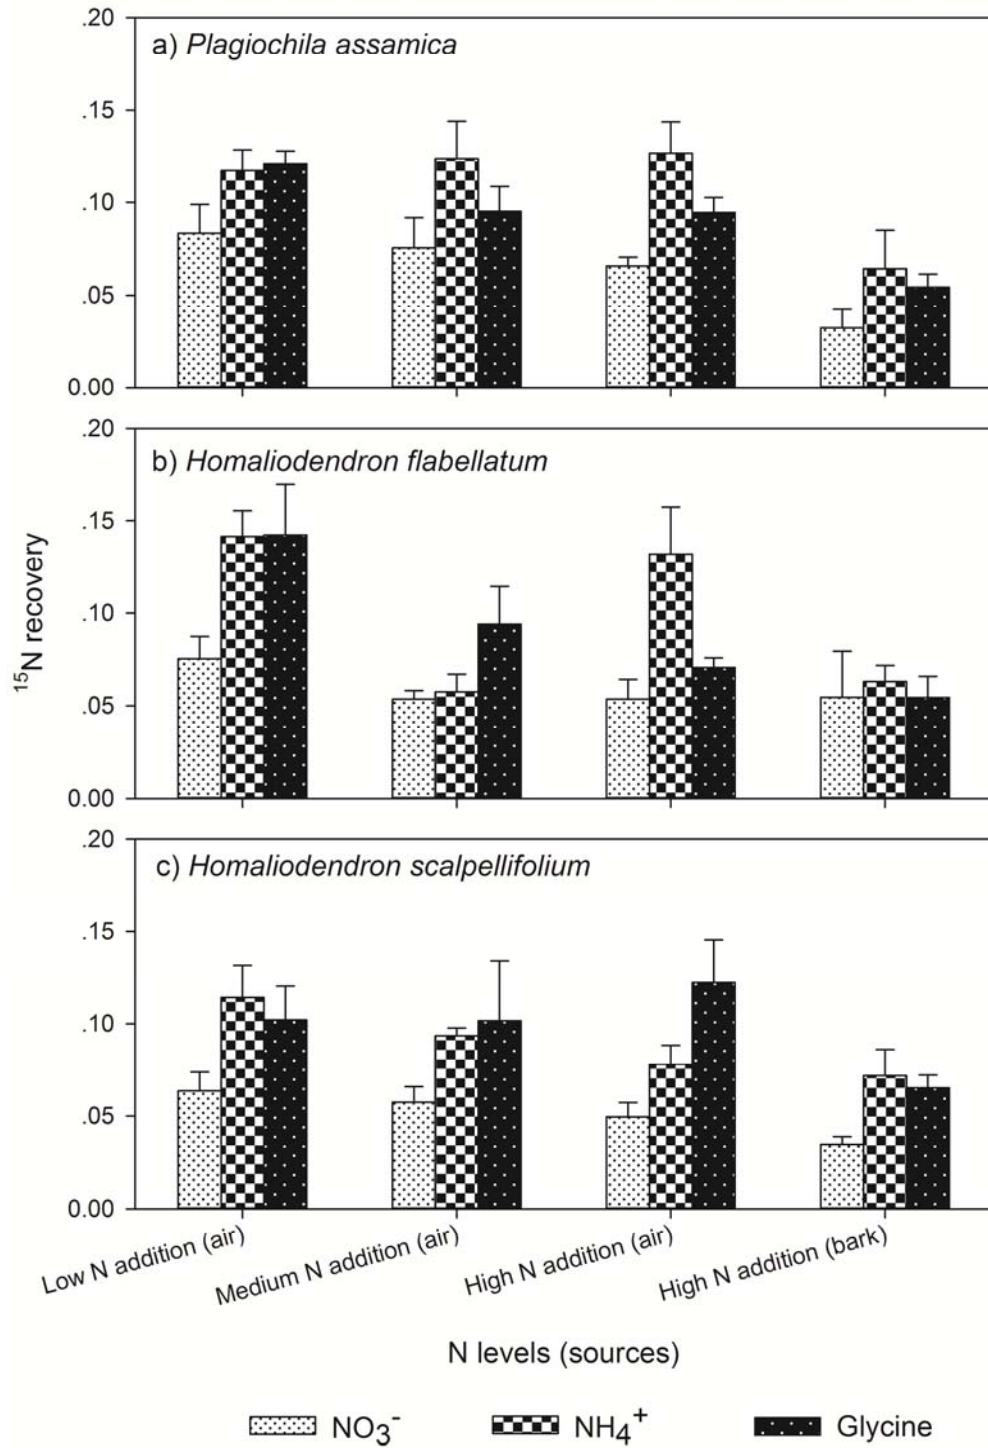 .20
a) Plagiochila assamica
.15
.10
.05
0.00
.20
b) Homaliodendron flabellatum
.15
.10
.05
0.00
.20
c) Homaliodendron scalpellifolium
.15
.10
.05
0.00
15N recovery
Low N addition (air)
Medium N addition (air)
High N addition (air)
High N addition (bark)
N levels (sources)
NO3- NH4+ Glycine